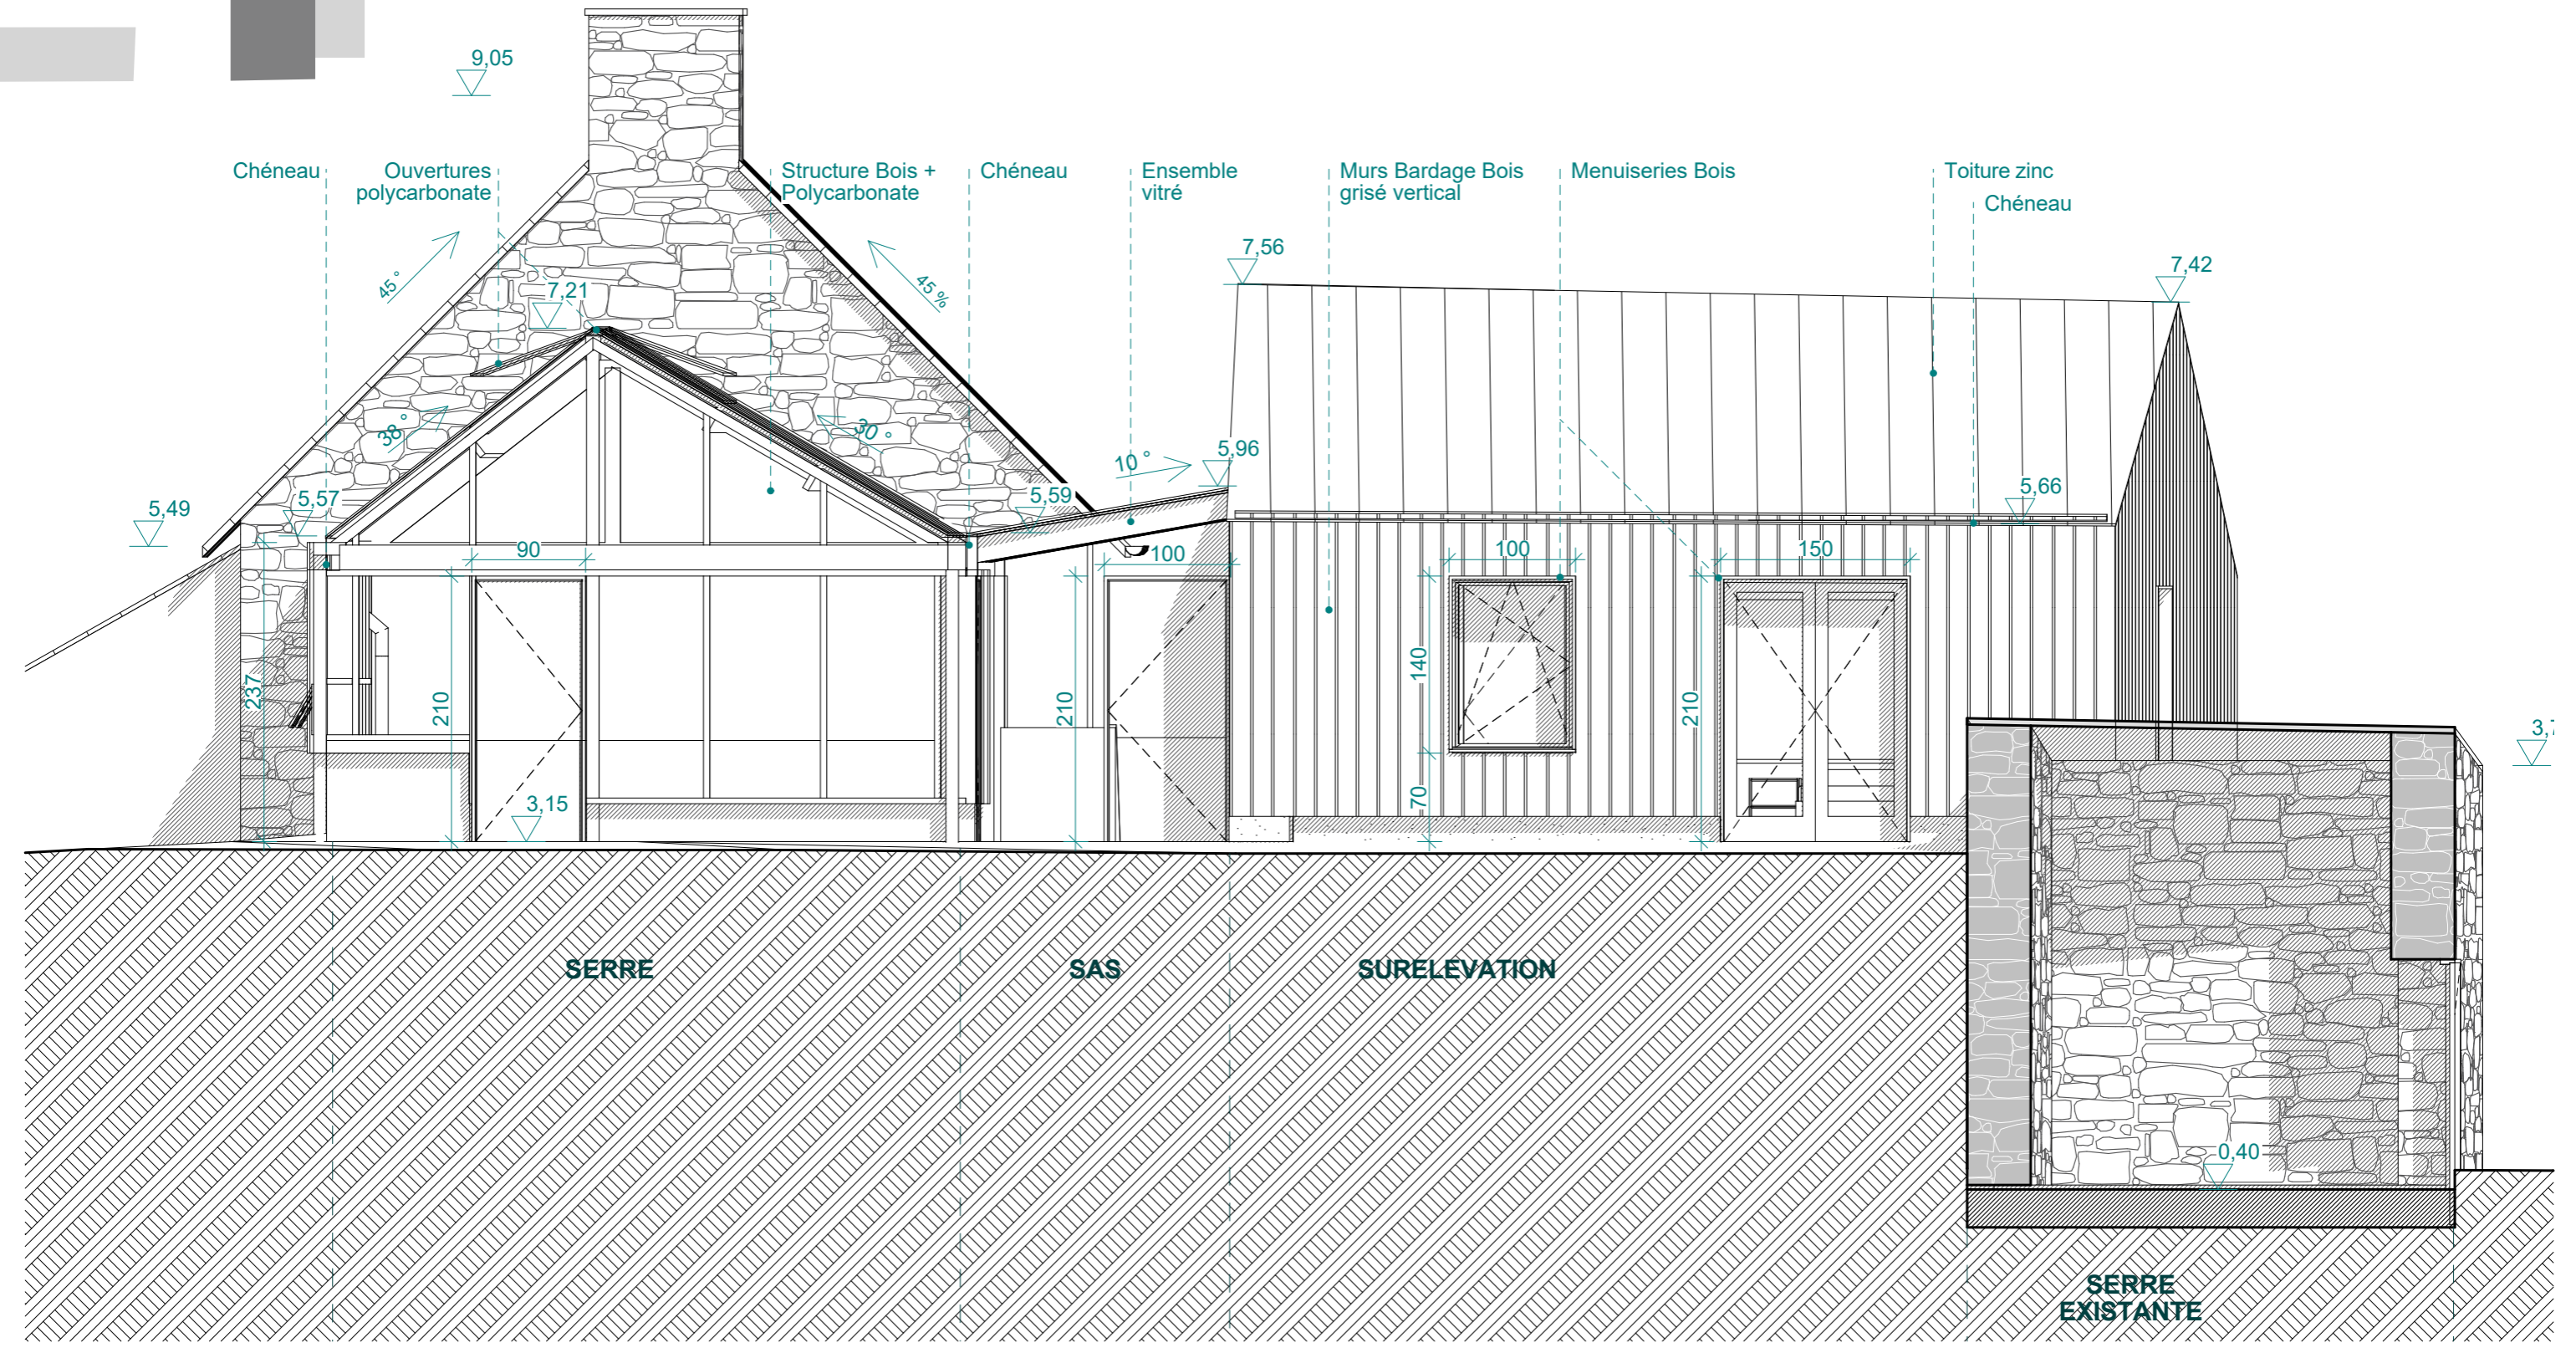 9,05
Chéneau
Ouvertures
polycarbonate
Structure Bois +
Polycarbonate
Chéneau
Ensemble
vitré
Murs Bardage Bois
grisé vertical
Menuiseries Bois
Toiture zinc
Chéneau
45°
45 %
7,56
7,42
7,21
38°
30°
10°
5,96
5,49
5,57
5,59
5,66
90
100
100
150
237
210
210
140
70
210
3,15
3,7
SERRE
SAS
SURELEVATION
0,40
SERRE
EXISTANTE